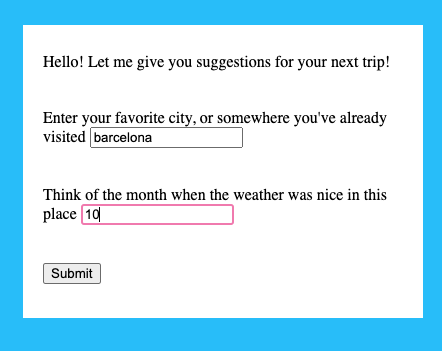 Hello! Let me give you suggestions for your next trip!
Enter your favorite city, or somewhere you've already
visited barcelona
Think of the month when the weather was nice in this
place 10
Submit